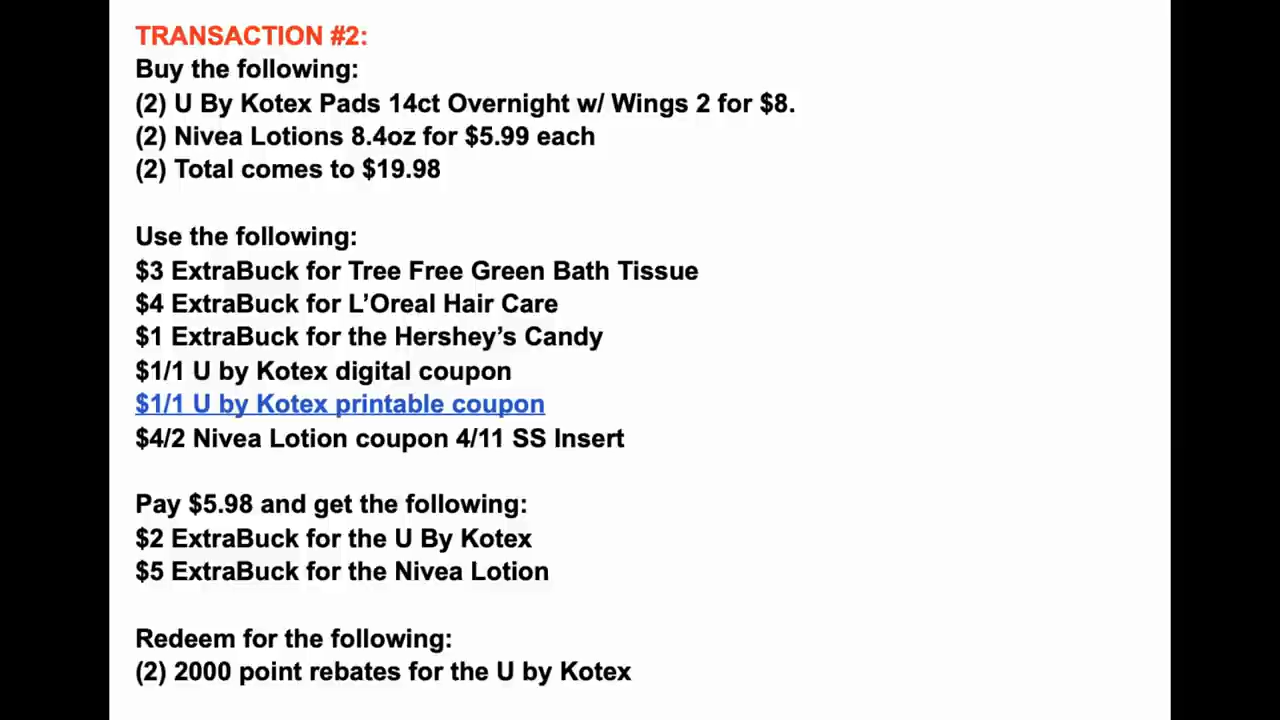 TRANSACTION #2:
Buy the following:
(2) U By Kotex Pads 14ct Overnight w/ Wings 2 for $8.
(2) Nivea Lotions 8.4oz for $5.99 each
(2) Total comes to $19.98
Use the following:
$3 ExtraBuck for Tree Free Green Bath Tissue
$4 ExtraBuck for L’Oreal Hair Care
$1 ExtraBuck for the Hershey’s Candy
$1/1 U by Kotex digital coupon
$1/1 U by Kotex printable coupon
$4/2 Nivea Lotion coupon 4/11 SS Insert
Pay $5.98 and get the following:
$2 ExtraBuck for the U By Kotex
$5 ExtraBuck for the Nivea Lotion
Redeem for the following:
(2) 2000 point rebates for the U by Kotex